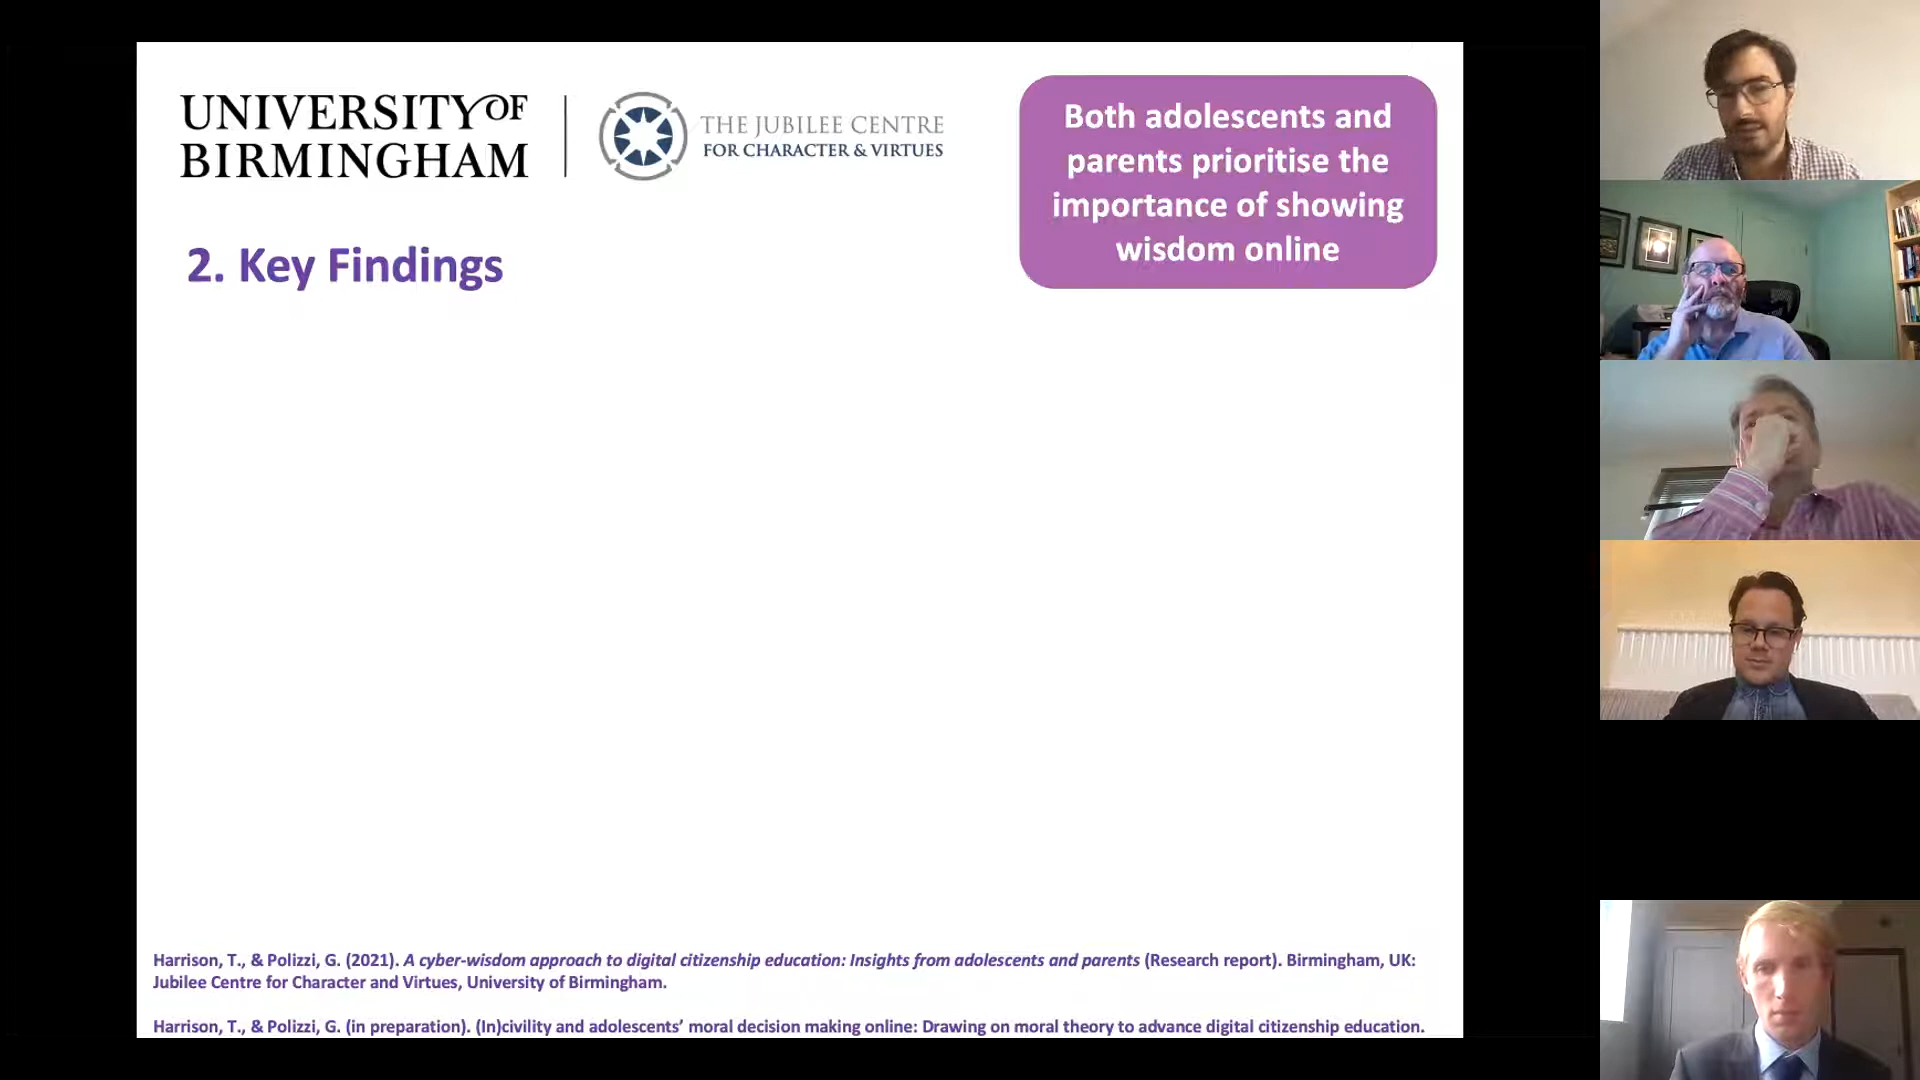 UNIVERSITY OF
BIRMINGHAM
THE JUBILEE CENTRE
FOR CHARACTER & VIRTUES
Both adolescents and
parents prioritise the
importance of showing
wisdom online
2. Key Findings
Harrison, T., & Polizzi, G. (2021). A cyber-wisdom approach to digital citizenship education: Insights from adolescents and parents (Research report). Birmingham, UK:
Jubilee Centre for Character and Virtues, University of Birmingham.
Harrison, T., & Polizzi, G. (in preparation). (In)civility and adolescents’ moral decision making online: Drawing on moral theory to advance digital citizenship education.